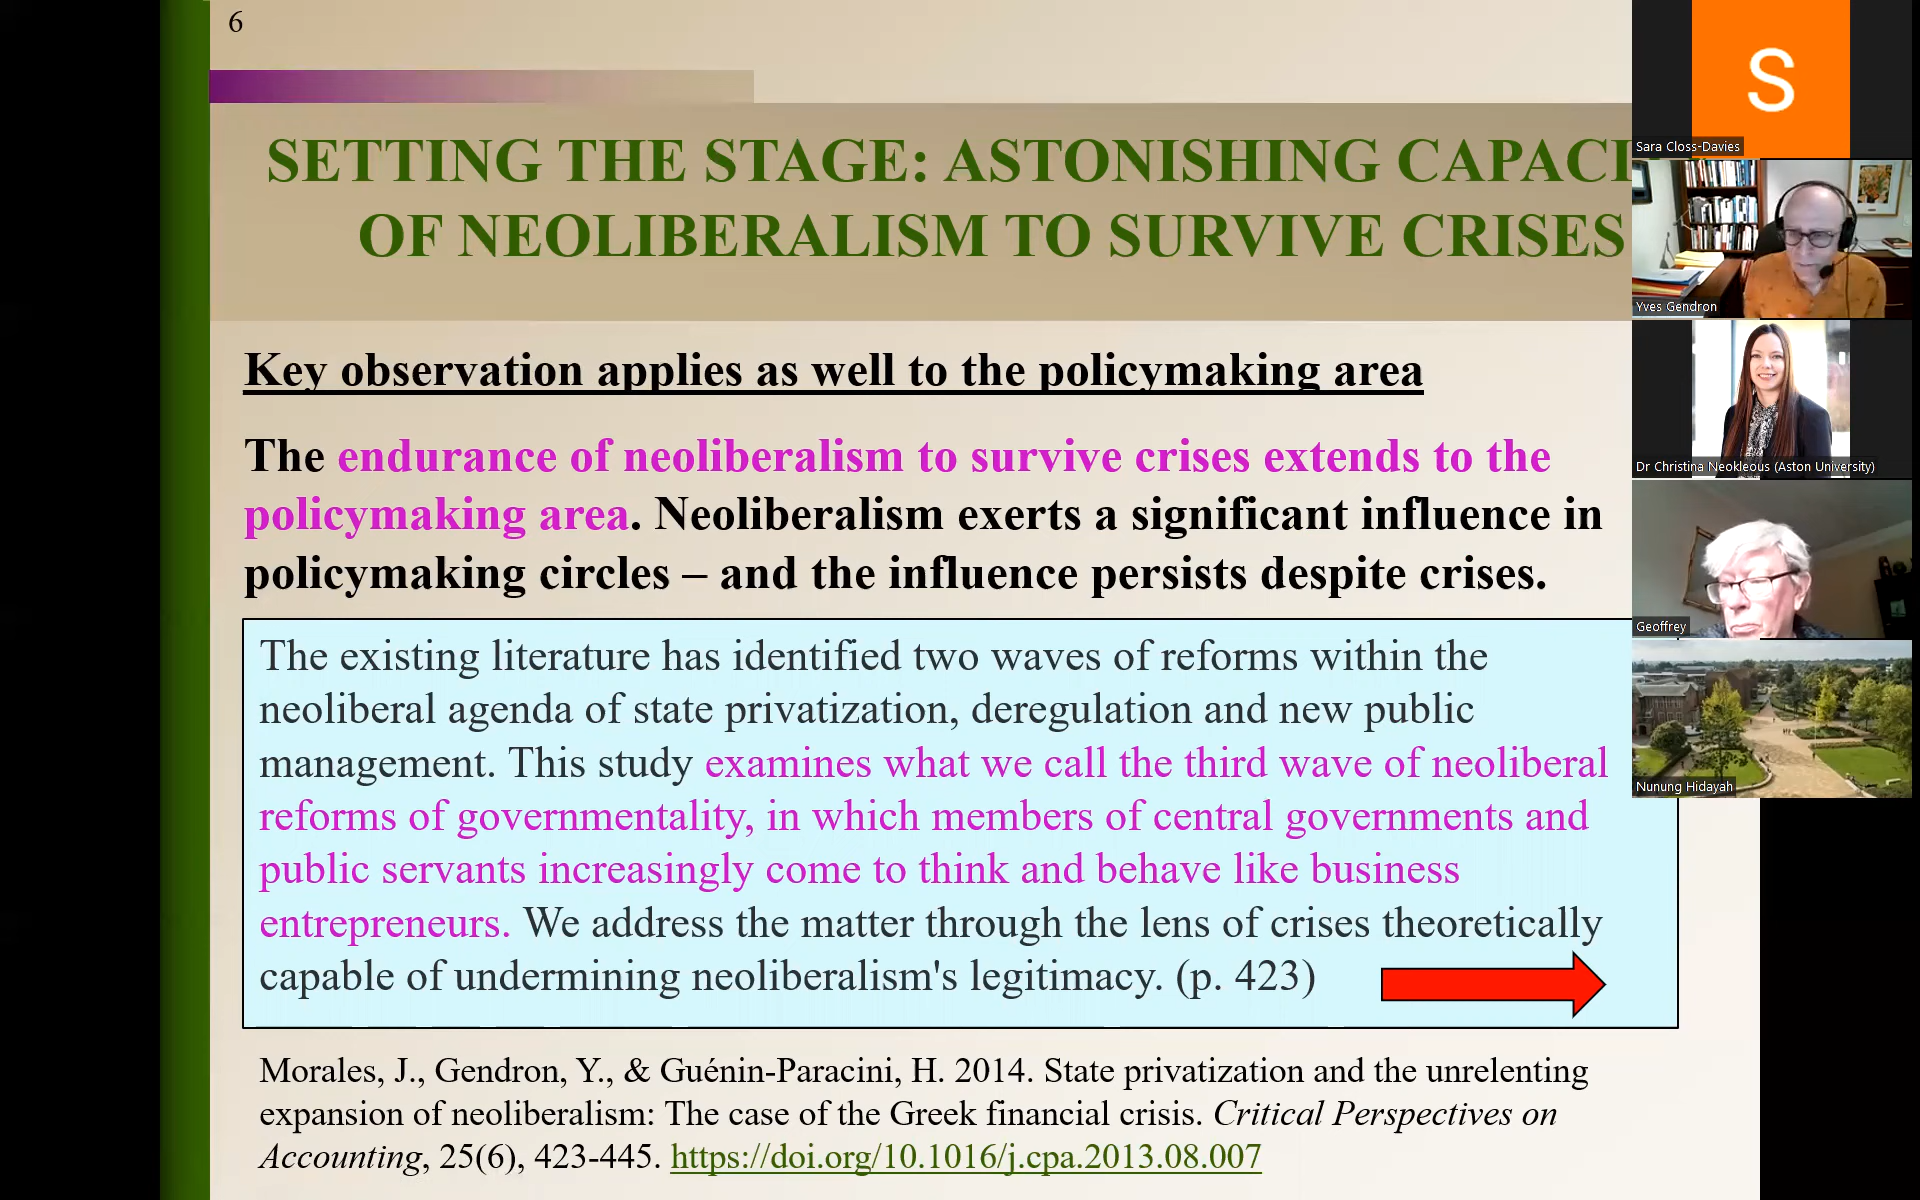 6
SETTING THE STAGE: ASTONISHING CAPACI
OF NEOLIBERALISM TO SURVIVE CRISES
Key observation applies as well to the policymaking area
The endurance of neoliberalism to survive crises extends to the
policymaking area. Neoliberalism exerts a significant influence in
policymaking circles – and the influence persists despite crises.
The existing literature has identified two waves of reforms within the
neoliberal agenda of state privatization, deregulation and new public
management. This study examines what we call the third wave of neoliberal
reforms of governmentality, in which members of central governments and
public servants increasingly come to think and behave like business
entrepreneurs. We address the matter through the lens of crises theoretically
capable of undermining neoliberalism's legitimacy. (p. 423)
Morales, J., Gendron, Y., & Guénin-Paracini, H. 2014. State privatization and the unrelenting
expansion of neoliberalism: The case of the Greek financial crisis. Critical Perspectives on
Accounting, 25(6), 423-445. https://doi.org/10.1016/j.cpa.2013.08.007
S
Sara Closs-Davies
Yves Gendron
Dr Christina Neokleous (Aston University)
Geoffrey
Nunung Hidayah